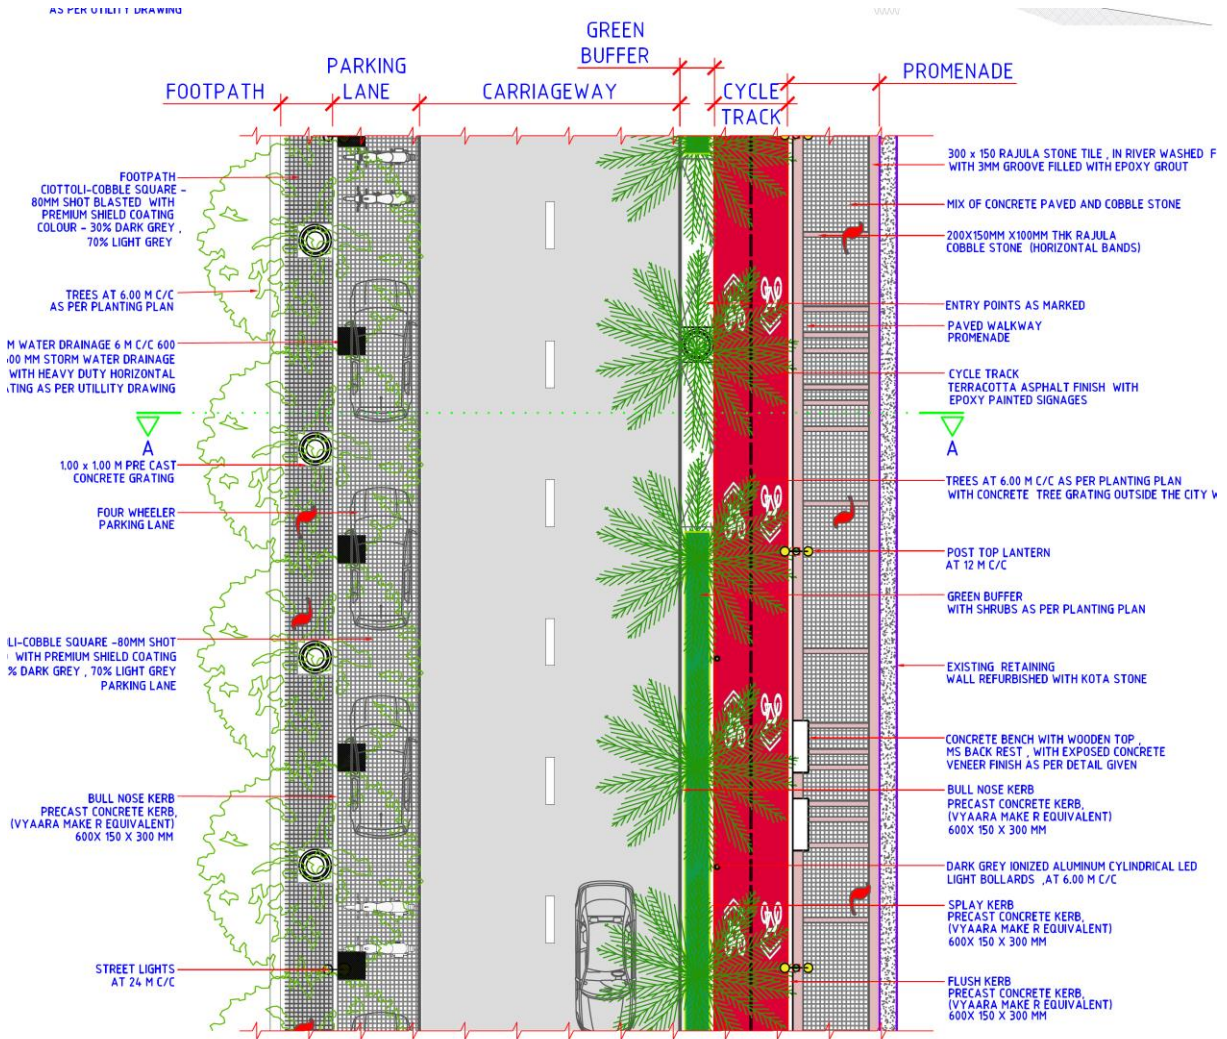 AS PER UTILITY DRAWING
GREEN
BUFFER
PARKING
LANE
FOOTPATH
CARRIAGEWAY
CYCLE
TRACK
PROMENADE
FOOTPATH
CIOTTOLI-COBBLE SQUARE -
80MM SHOT BLASTED WITH
PREMIUM SHIELD COATING
COLOUR - 30% DARK GREY ,
70% LIGHT GREY
TREES AT 6.00 M C/C
AS PER PLANTING PLAN
M WATER DRAINAGE 6 M C/C 600
00 MM STORM WATER DRAINAGE
WITH HEAVY DUTY HORIZONTAL
ATING AS PER UTILLITY DRAWING
A
1.00 x 1.00 M PRE CAST
CONCRETE GRATING
FOUR WHEELER
PARKING LANE
LI-COBBLE SQUARE -80MM SHOT
WITH PREMIUM SHIELD COATING
% DARK GREY , 70% LIGHT GREY
PARKING LANE
BULL NOSE KERB
PRECAST CONCRETE KERB,
(VYAARA MAKE R EQUIVALENT)
600X 150 X 300 MM
STREET LIGHTS
AT 24 M C/C
300 x 150 RAJULA STONE TILE , IN RIVER WASHED F
WITH 3MM GROOVE FILLED WITH EPOXY GROUT
MIX OF CONCRETE PAVED AND COBBLE STONE
200X150MM X100MM THK RAJULA
COBBLE STONE (HORIZONTAL BANDS)
ENTRY POINTS AS MARKED
PAVED WALKWAY
PROMENADE
CYCLE TRACK
TERRACOTTA ASPHALT FINISH WITH
EPOXY PAINTED SIGNAGES
A
TREES AT 6.00 M C/C AS PER PLANTING PLAN
WITH CONCRETE TREE GRATING OUTSIDE THE CITY W
POST TOP LANTERN
AT 12 M C/C
GREEN BUFFER
WITH SHRUBS AS PER PLANTING PLAN
EXISTING RETAINING
WALL REFURBISHED WITH KOTA STONE
CONCRETE BENCH WITH WOODEN TOP ,
MS BACK REST , WITH EXPOSED CONCRETE
VENEER FINISH AS PER DETAIL GIVEN
BULL NOSE KERB
PRECAST CONCRETE KERB,
(VYAARA MAKE R EQUIVALENT)
600X 150 X 300 MM
DARK GREY IONIZED ALUMINUM CYLINDRICAL LED
LIGHT BOLLARDS ,AT 6.00 M C/C
SPLAY KERB
PRECAST CONCRETE KERB,
(VYAARA MAKE R EQUIVALENT)
600X 150 X 300 MM
FLUSH KERB
PRECAST CONCRETE KERB,
(VYAARA MAKE R EQUIVALENT)
600X 150 X 300 MM